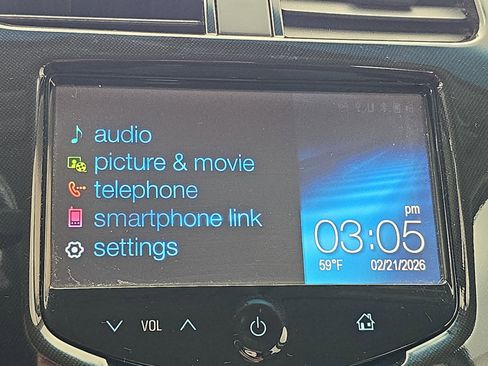 audio
picture & movie
telephone
smartphone link
settings
pm
03:05
59°F 02/21/2026
VOL